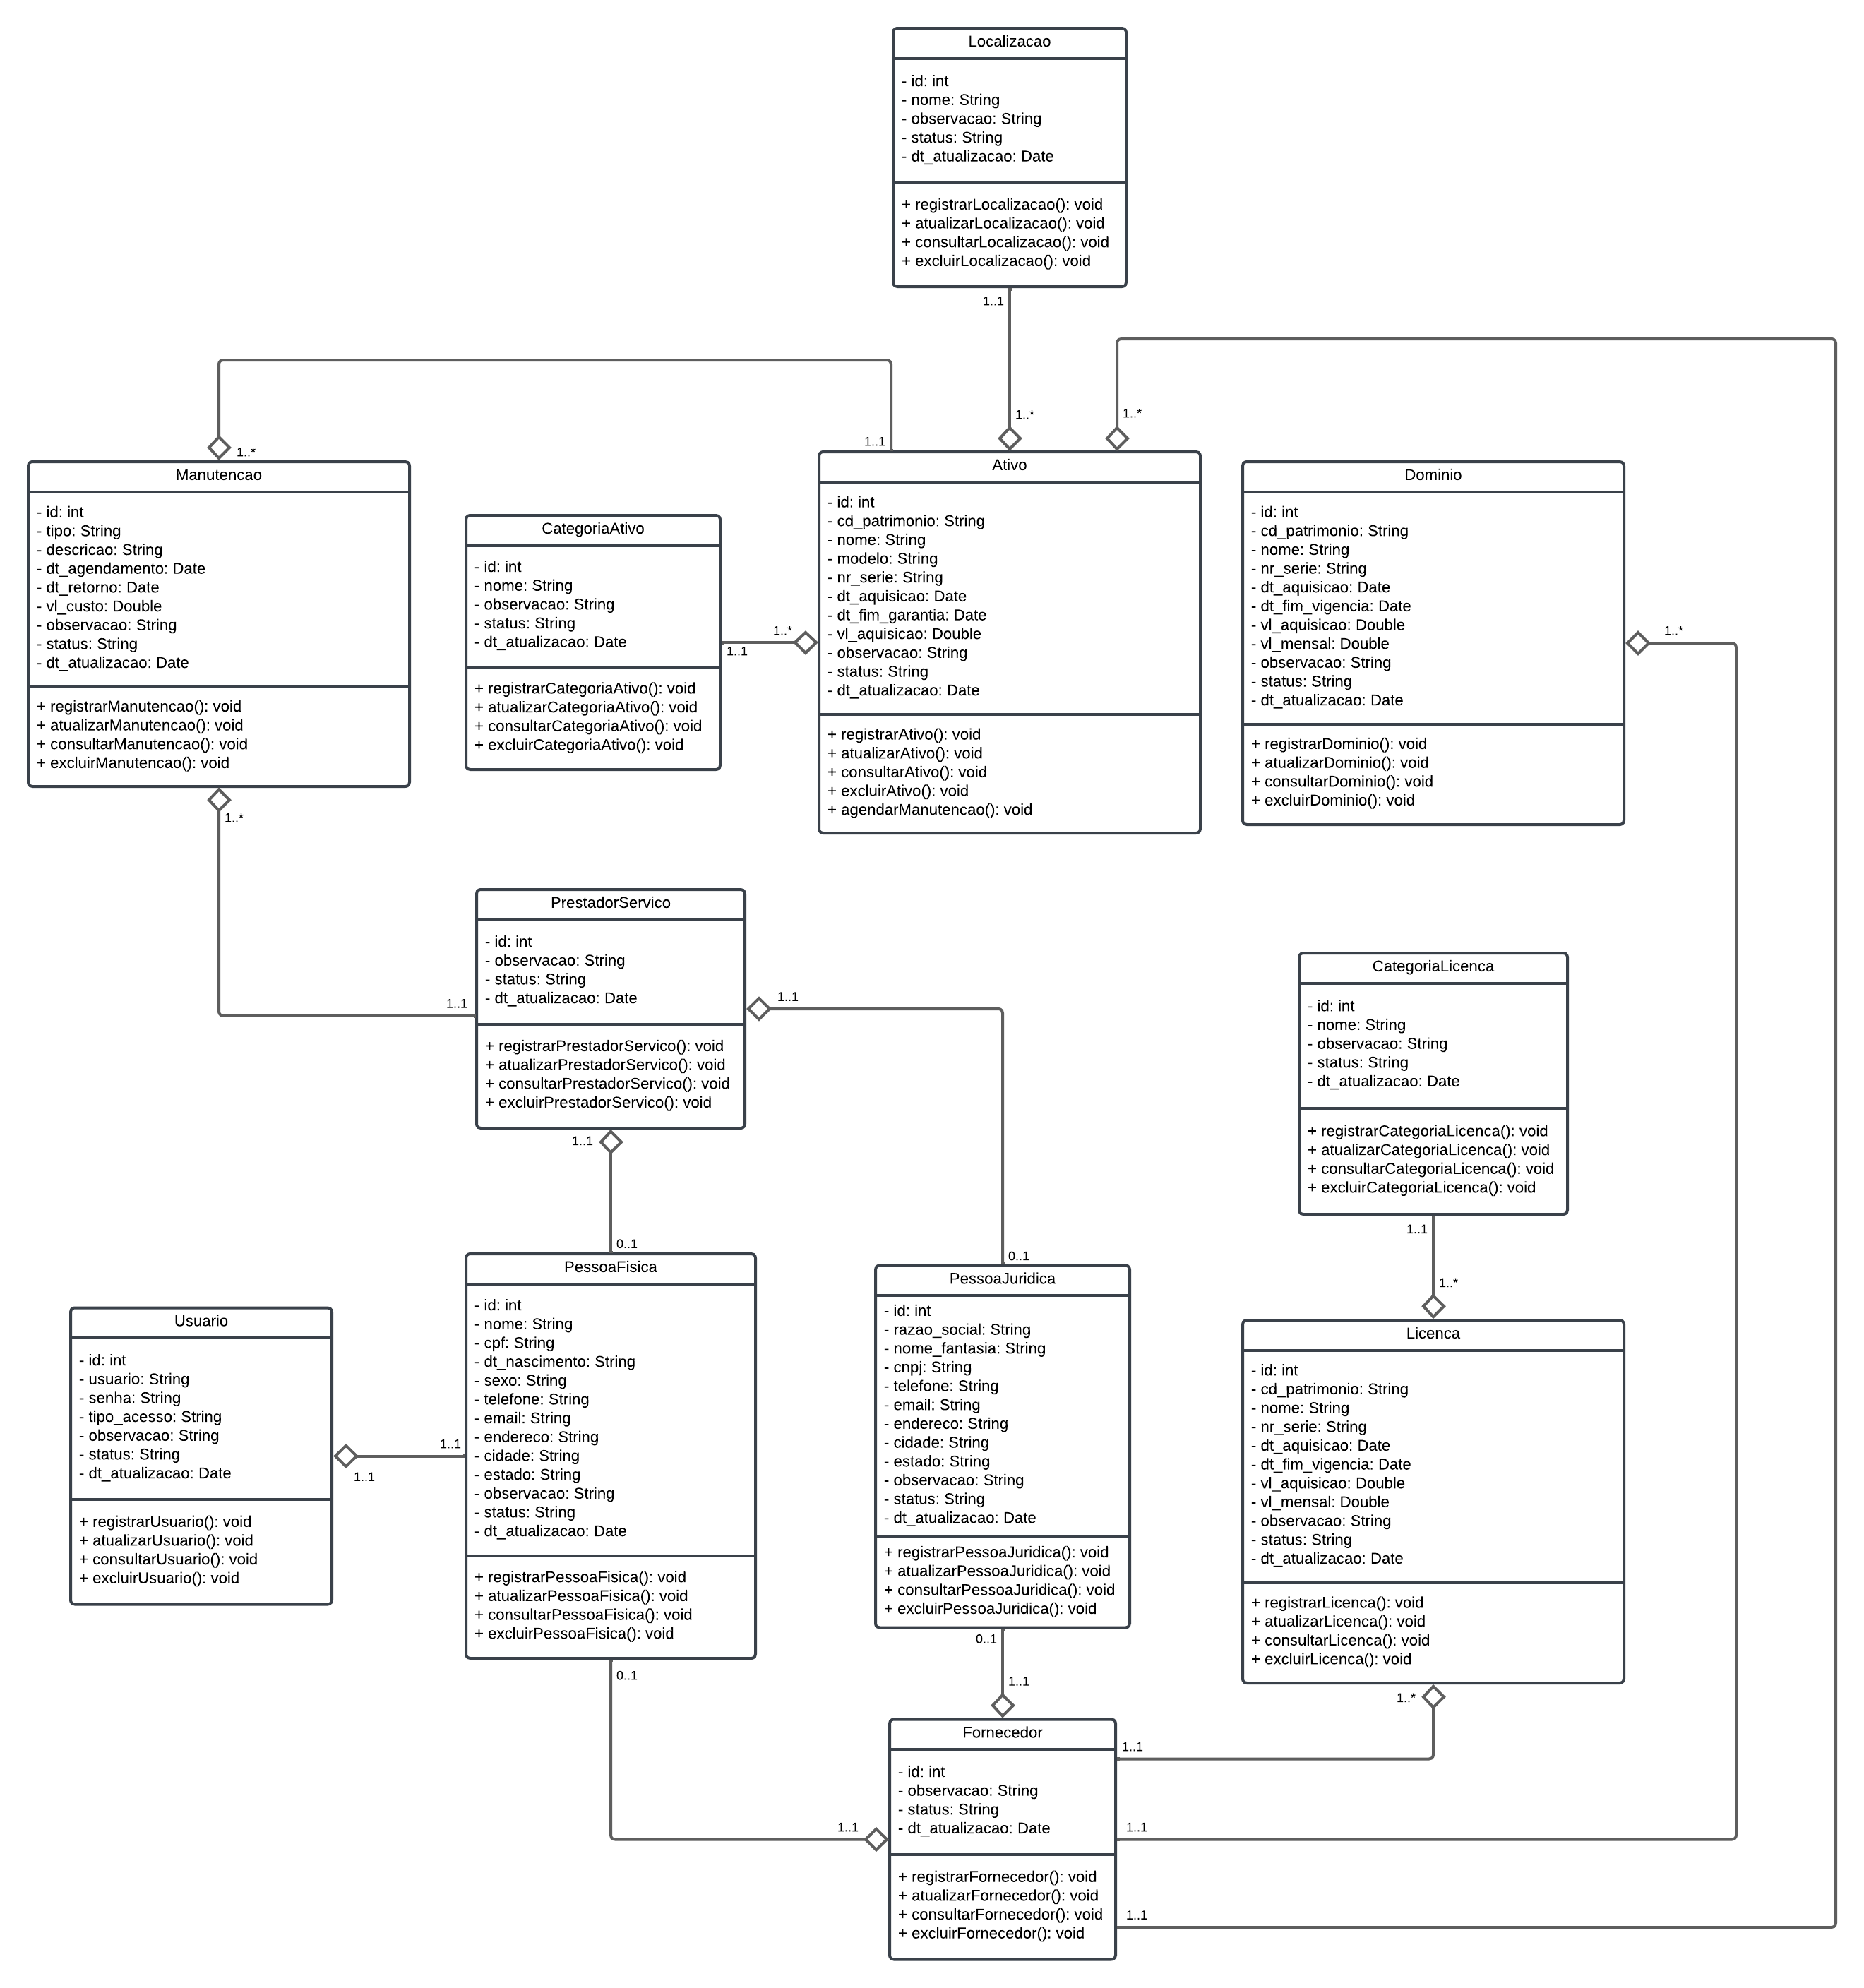 Localizacao
- id: int
- nome: String
- observacao: String
- status: String
- dt_atualizacao: Date
+ registrarLocalizacao(): void
+ atualizarLocalizacao(): void
+ consultarLocalizacao(): void
+ excluirLocalizacao(): void
1..1
1..*
1..*
1..1
1..*
Manutencao
- id: int
- tipo: String
- descricao: String
- dt_agendamento: Date
- dt_retorno: Date
- vl_custo: Double
- observacao: String
- status: String
- dt_atualizacao: Date
+ registrarManutencao(): void
+ atualizarManutencao(): void
+ consultarManutencao(): void
+ excluirManutencao(): void
1..*
CategoriaAtivo
- id: int
- nome: String
- observacao: String
- status: String
- dt_atualizacao: Date
+ registrarCategoriaAtivo(): void
+ atualizarCategoriaAtivo(): void
+ consultarCategoriaAtivo(): void
+ excluirCategoriaAtivo(): void
1..*
1..1
Ativo
- id: int
- cd_patrimonio: String
- nome: String
- modelo: String
- nr_serie: String
- dt_aquisicao: Date
- dt_fim_garantia: Date
- vl_aquisicao: Double
- observacao: String
- status: String
- dt_atualizacao: Date
+ registrarAtivo(): void
+ atualizarAtivo(): void
+ consultarAtivo(): void
+ excluirAtivo(): void
+ agendarManutencao(): void
Dominio
- id: int
- cd_patrimonio: String
- nome: String
- nr_serie: String
- dt_aquisicao: Date
- dt_fim_vigencia: Date
- vl_aquisicao: Double
- vl_mensal: Double
- observacao: String
- status: String
- dt_atualizacao: Date
+ registrarDominio(): void
+ atualizarDominio(): void
+ consultarDominio(): void
+ excluirDominio(): void
1..*
PrestadorServico
- id: int
- observacao: String
- status: String
- dt_atualizacao: Date
+ registrarPrestadorServico(): void
+ atualizarPrestadorServico(): void
+ consultarPrestadorServico(): void
+ excluirPrestadorServico(): void
1..1
1..1
1..1
0..1
0..1
CategoriaLicenca
- id: int
- nome: String
- observacao: String
- status: String
- dt_atualizacao: Date
+ registrarCategoriaLicenca(): void
+ atualizarCategoriaLicenca(): void
+ consultarCategoriaLicenca(): void
+ excluirCategoriaLicenca(): void
1..1
1..*
Usuario
- id: int
- usuario: String
- senha: String
- tipo_acesso: String
- observacao: String
- status: String
- dt_atualizacao: Date
+ registrarUsuario(): void
+ atualizarUsuario(): void
+ consultarUsuario(): void
+ excluirUsuario(): void
1..1
1..1
PessoaFisica
- id: int
- nome: String
- cpf: String
- dt_nascimento: String
- sexo: String
- telefone: String
- email: String
- endereco: String
- cidade: String
- estado: String
- observacao: String
- status: String
- dt_atualizacao: Date
+ registrarPessoaFisica(): void
+ atualizarPessoaFisica(): void
+ consultarPessoaFisica(): void
+ excluirPessoaFisica(): void
0..1
PessoaJuridica
- id: int
- razao_social: String
- nome_fantasia: String
- cnpj: String
- telefone: String
- email: String
- endereco: String
- cidade: String
- estado: String
- observacao: String
- status: String
- dt_atualizacao: Date
+ registrarPessoaJuridica(): void
+ atualizarPessoaJuridica(): void
+ consultarPessoaJuridica(): void
+ excluirPessoaJuridica(): void
0..1
1..1
Licenca
- id: int
- cd_patrimonio: String
- nome: String
- nr_serie: String
- dt_aquisicao: Date
- dt_fim_vigencia: Date
- vl_aquisicao: Double
- vl_mensal: Double
- observacao: String
- status: String
- dt_atualizacao: Date
+ registrarLicenca(): void
+ atualizarLicenca(): void
+ consultarLicenca(): void
+ excluirLicenca(): void
1..*
Fornecedor
- id: int
- observacao: String
- status: String
- dt_atualizacao: Date
+ registrarFornecedor(): void
+ atualizarFornecedor(): void
+ consultarFornecedor(): void
+ excluirFornecedor(): void
1..1
1..1
1..1
1..1